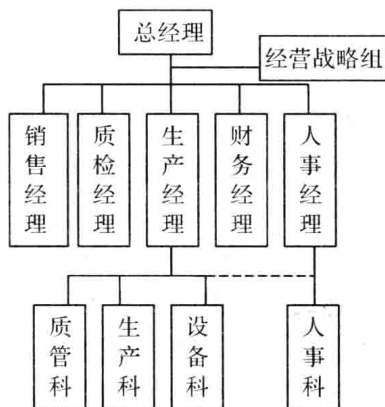 总经理
经营战略组
销售经理
质检经理
生产经理
财务经理
人事经理
质管科
生产科
设备科
人事科